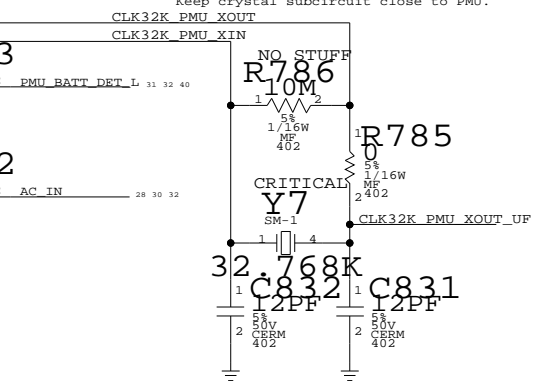 Keep crystal subcircuit close to PMU.
CLK32K_PMU_XOUT
CLK32K_PMU_XIN
3
NO STUFF
R786
10M
PMU_BATT_DET_L 31 32 40
1 2
5%
1/16W
MF
402
1
R785
0
5%
1/16W
MF
402
2
2
CRITICAL
Y7
SM-1
AC_IN 28 30 32
CLK32K_PMU_XOUT_UF
1 4
32.768K
C832
1
12PF
5%
50V
CERM
402
2
C831
1
12PF
5%
50V
CERM
402
2